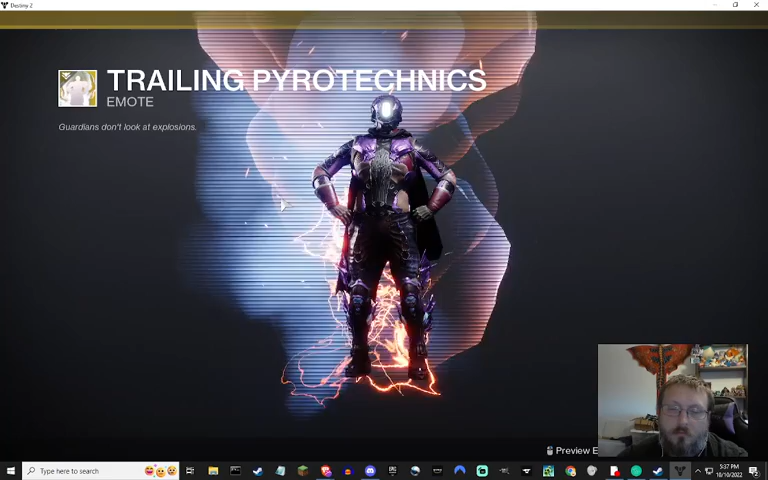 Destiny 2
TRAILING PYROTECHNICS
EMOTE
Guardians don't look at explosions.
Preview E
Type here to search
5:37 PM
18/10/2022